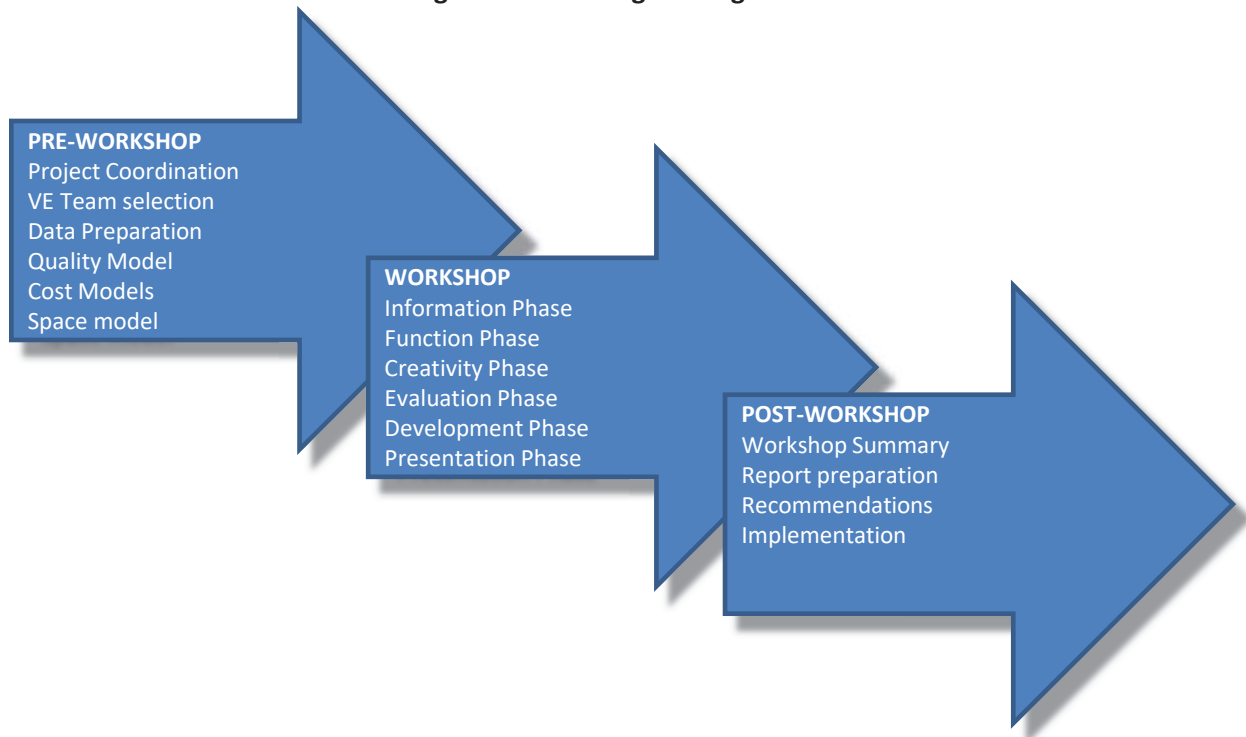 PRE-WORKSHOP
Project Coordination
VE Team selection
Data Preparation
Quality Model
Cost Models
Space model
WORKSHOP
Information Phase
Function Phase
Creativity Phase
Evaluation Phase
Development Phase
Presentation Phase
POST-WORKSHOP
Workshop Summary
Report preparation
Recommendations
Implementation